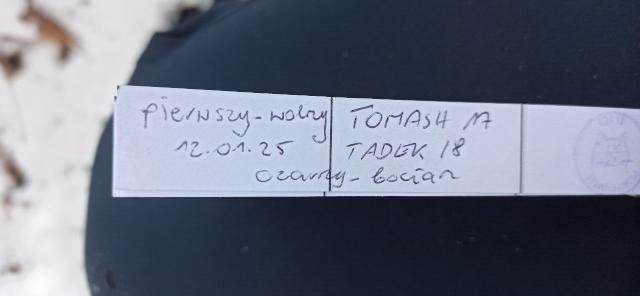 pierwszy-wolny
12.01.25
TOMASH 17
TADEK 18
czarny-bocian